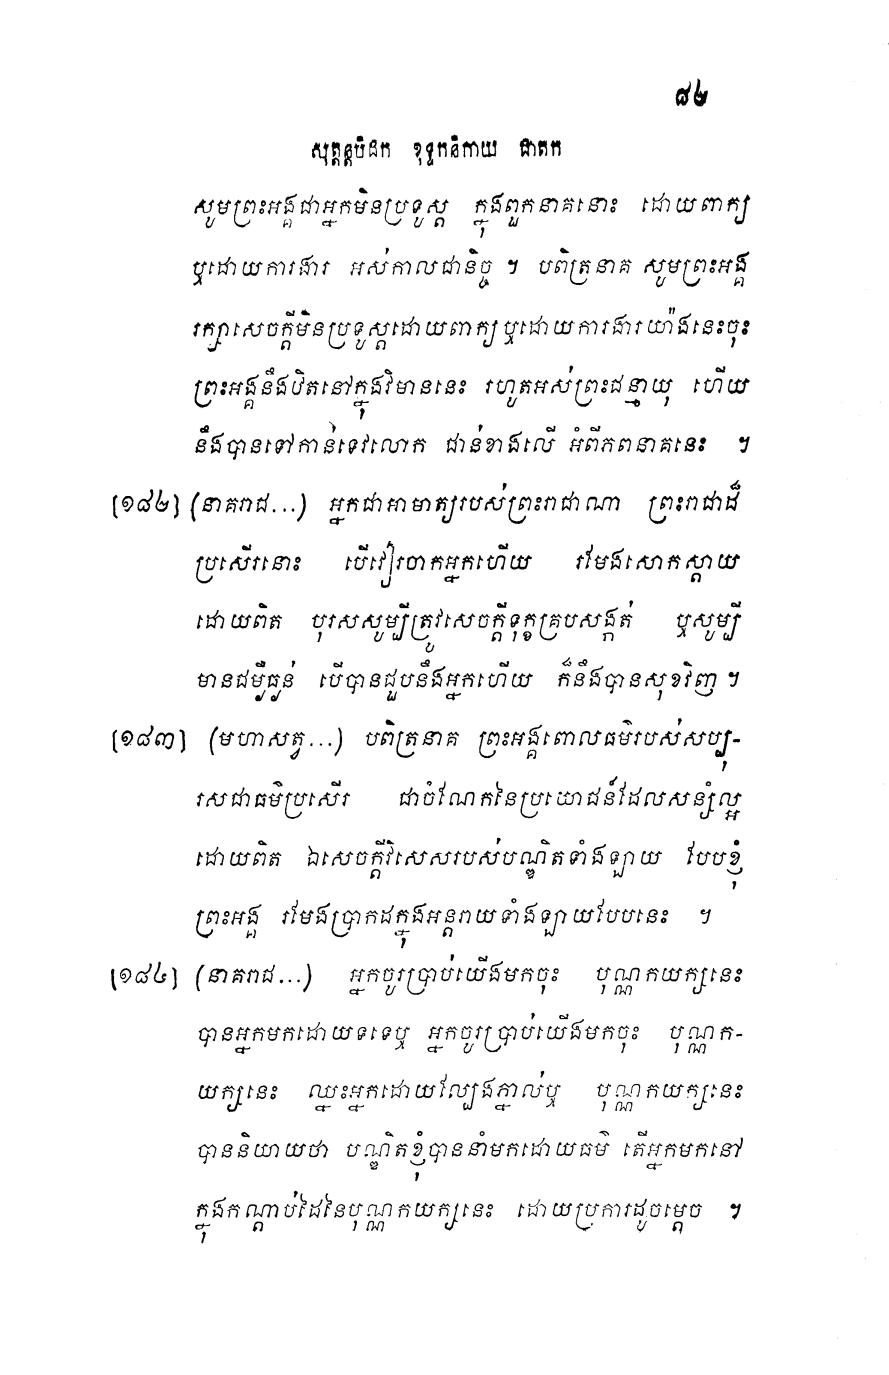 ៨២
សុត្តន្តបិដក ខុទ្ទកនិកាយ ជាតក
សូមព្រះអង្គជាអ្នកមិនប្រទូស្ត ក្នុងពួកនាគនោះ ដោយពាក្យ
ឬដោយការងារ អស់កាលជានិច្ច ។ បពិត្រនាគ សូមព្រះអង្គ
រក្សាសេចក្តីមិនប្រទូស្តដោយពាក្យឬដោយការងារយ៉ាងនេះចុះ
ព្រះអង្គនឹងឋិតនៅក្នុងវិមាននេះ រហូតអស់ព្រះជន្មាយុ ហើយ
នឹងបានទៅកាន់ទេវលោក ជាន់ខាងលើ អំពីភពនាគនេះ ។
[១៨២] (នាគរាជ...) អ្នកជាអាមាត្យរបស់ព្រះរាជាណា ព្រះរាជាដ៏
ប្រសើរនោះ បើវៀរចាកអ្នកហើយ រមែងសោកស្តាយ
ដោយពិត បុរសសូម្បីត្រូវសេចក្តីទុក្ខគ្របសង្កត់ ឬសូម្បី
មានជម្ងឺធ្ងន់ បើបានជួបនឹងអ្នកហើយ ក៏នឹងបានសុខវិញ ។
[១៨៣] (មហាសត្វ...) បពិត្រនាគ ព្រះអង្គពោលធម៌របស់សប្បុ-
រសជាធម៌ប្រសើរ ជាចំណែកនៃប្រយោជន៍ដែលសន្សំល្អ
ដោយពិត ឯសេចក្តីវិសេសរបស់បណ្ឌិតទាំងឡាយ បែបខ្ញុំ
ព្រះអង្គ រមែងប្រាកដក្នុងអន្តរាយទាំងឡាយបែបនេះ ។
[១៨៤] (នាគរាជ...) អ្នកចូរប្រាប់យើងមកចុះ បុណ្ណកយក្សនេះ
បានអ្នកមកដោយទទេឬ អ្នកចូរប្រាប់យើងមកចុះ បុណ្ណក-
យក្សនេះ ឈ្នះអ្នកដោយល្បែងភ្នាល់ឬ បុណ្ណកយក្សនេះ
បាននិយាយថា បណ្ឌិតខ្ញុំបាននាំមកដោយធម៌ តើអ្នកមកនៅ
ក្នុងកណ្តាប់ដៃនៃបុណ្ណកយក្សនេះ ដោយប្រការដូចម្តេច ។